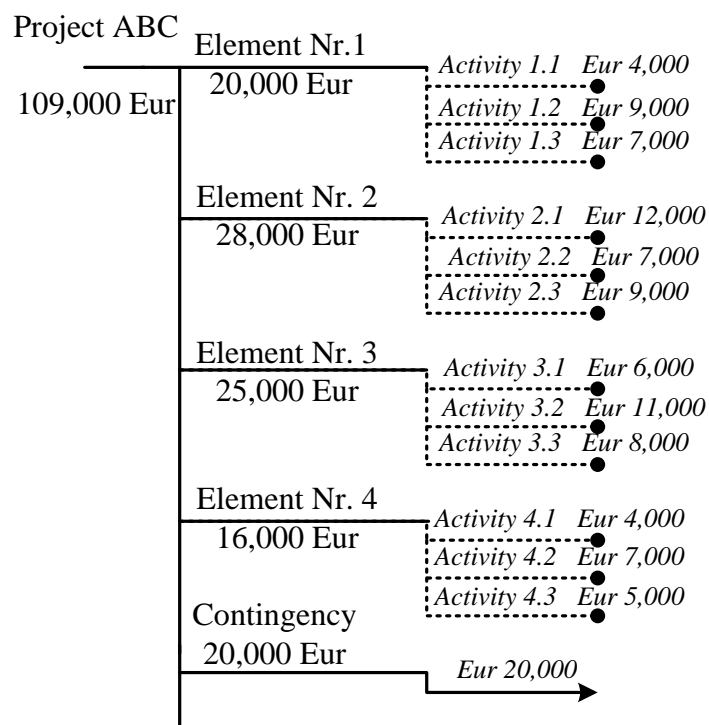 Project ABC
109,000 Eur
Element Nr.1
20,000 Eur
Activity 1.1 Eur 4,000
Activity 1.2 Eur 9,000
Activity 1.3 Eur 7,000
Element Nr. 2
28,000 Eur
Activity 2.1 Eur 12,000
Activity 2.2 Eur 7,000
Activity 2.3 Eur 9,000
Element Nr. 3
25,000 Eur
Activity 3.1 Eur 6,000
Activity 3.2 Eur 11,000
Activity 3.3 Eur 8,000
Element Nr. 4
16,000 Eur
Activity 4.1 Eur 4,000
Activity 4.2 Eur 7,000
Activity 4.3 Eur 5,000
Contingency
20,000 Eur
Eur 20,000